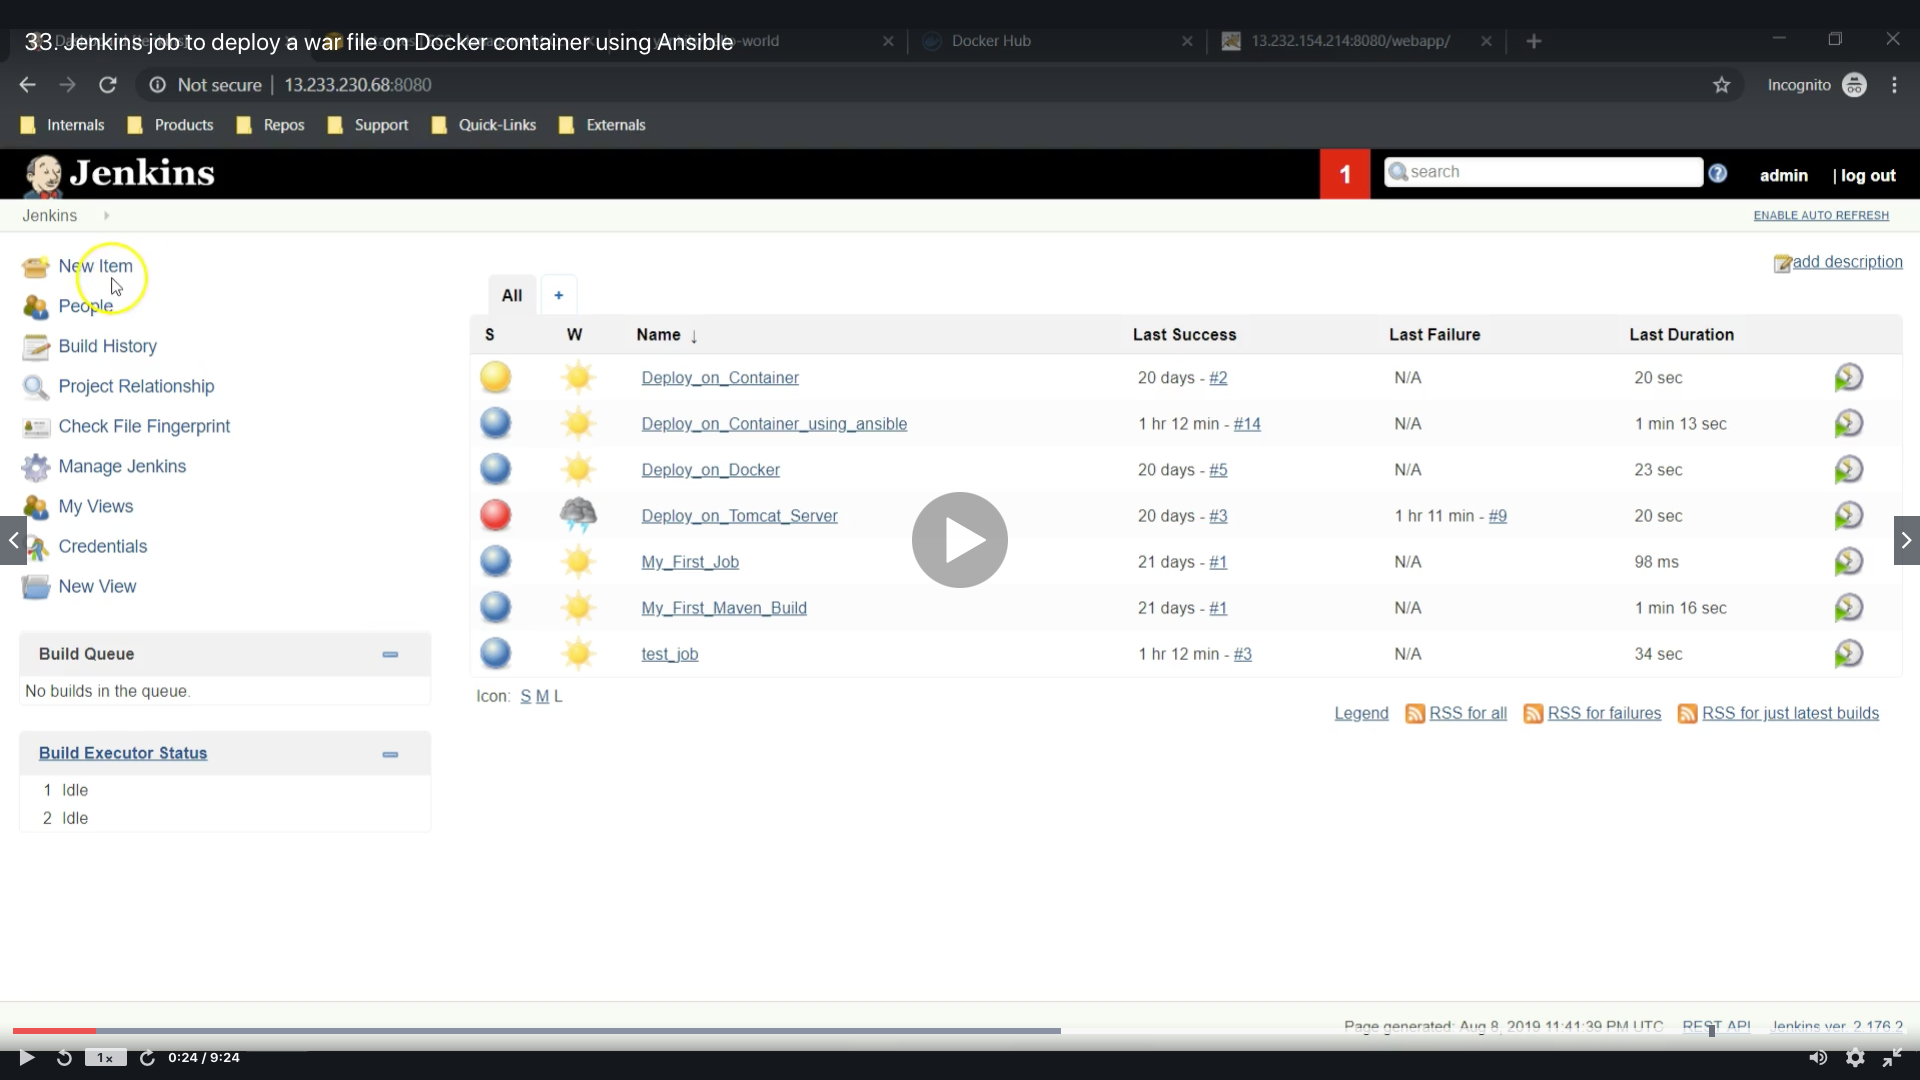 33. Jenkins job to deploy a war file on Docker container using Ansible
Docker Hub
13.232.154.214:8080/webapp/
Not secure | 13.233.230.68:8080
Incognito
Internals
Products
Repos
Support
Quick-Links
Externals
Jenkins
1
search
admin
| log out
Jenkins
ENABLE AUTO REFRESH
New Item
People
Build History
Project Relationship
Check File Fingerprint
Manage Jenkins
My Views
Credentials
New View
Build Queue
No builds in the queue.
Build Executor Status
1 Idle
2 Idle
add description
All +
S W Name ↓ Last Success Last Failure Last Duration
Deploy_on_Container 20 days - #2 N/A 20 sec
Deploy_on_Container_using_ansible 1 hr 12 min - #14 N/A 1 min 13 sec
Deploy_on_Docker 20 days - #5 N/A 23 sec
Deploy_on_Tomcat_Server 20 days - #3 1 hr 11 min - #9 20 sec
My_First_Job 21 days - #1 N/A 98 ms
My_First_Maven_Build 21 days - #1 N/A 1 min 16 sec
test_job 1 hr 12 min - #3 N/A 34 sec
Icon: S M L
Legend RSS for all RSS for failures RSS for just latest builds
Page generated: Aug 8, 2019 11:41:39 PM UTC REST API Jenkins ver. 2.176.2
1x 0:24 / 9:24